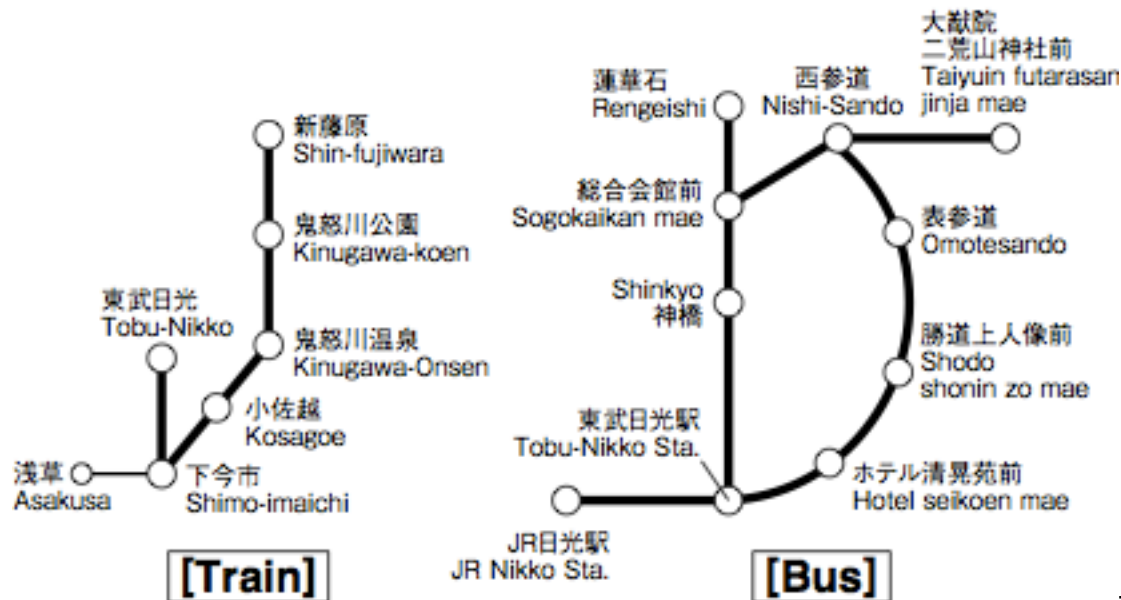 新藤原
Shin-fujiwara
鬼怒川公園
Kinugawa-koen
東武日光
Tobu-Nikko
鬼怒川温泉
Kinugawa-Onsen
小佐越
Kosagoe
浅草
Asakusa
下今市
Shimo-imaichi
[Train]
大猷院
二荒山神社前
Taiyuin futarasan
jinja mae
西参道
Nishi-Sando
蓮華石
Rengeishi
総合会館前
Sogokaikan mae
表参道
Omotesando
Shinkyo
神橋
勝道上人像前
Shodo
shonin zo mae
東武日光駅
Tobu-Nikko Sta.
ホテル清晃苑前
Hotel seikoen mae
JR日光駅
JR Nikko Sta.
[Bus]